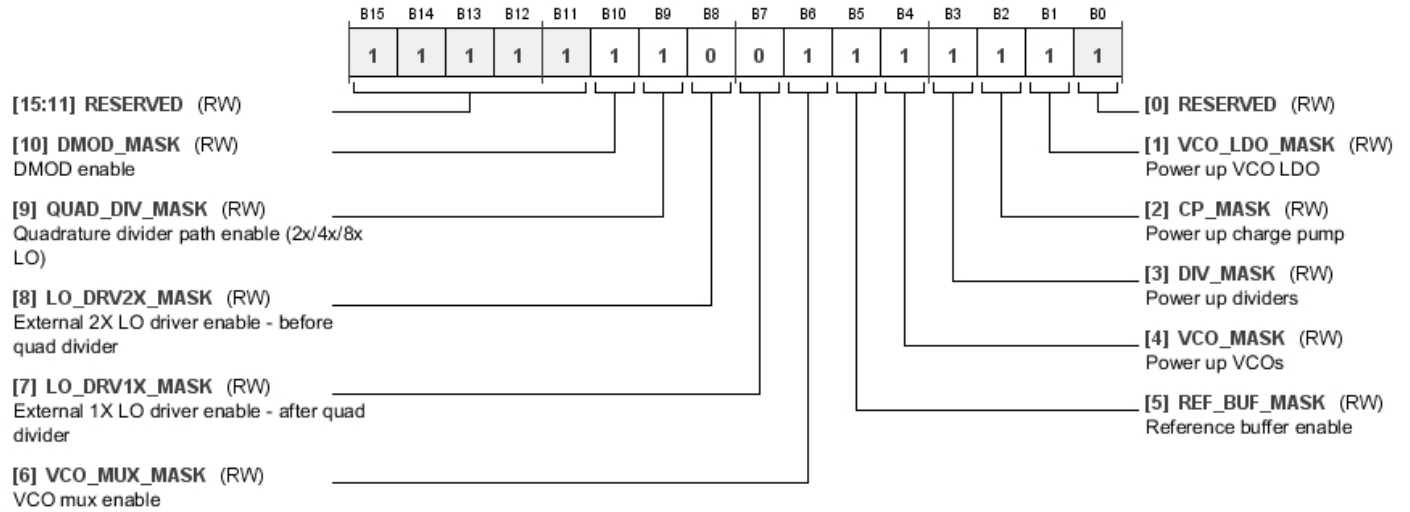 B15 B14 B13 B12 B11 B10 B9 B8 B7 B6 B5 B4 B3 B2 B1 B0
1 1 1 1 1 1 1 0 0 1 1 1 1 1 1 1
[15:11] RESERVED (RW)
[10] DMOD_MASK (RW)
DMOD enable
[9] QUAD_DIV_MASK (RW)
Quadrature divider path enable (2x/4x/8x
LO)
[8] LO_DRV2X_MASK (RW)
External 2X LO driver enable - before
quad divider
[7] LO_DRV1X_MASK (RW)
External 1X LO driver enable - after quad
divider
[6] VCO_MUX_MASK (RW)
VCO mux enable
[0] RESERVED (RW)
[1] VCO_LDO_MASK (RW)
Power up VCO LDO
[2] CP_MASK (RW)
Power up charge pump
[3] DIV_MASK (RW)
Power up dividers
[4] VCO_MASK (RW)
Power up VCOs
[5] REF_BUF_MASK (RW)
Reference buffer enable